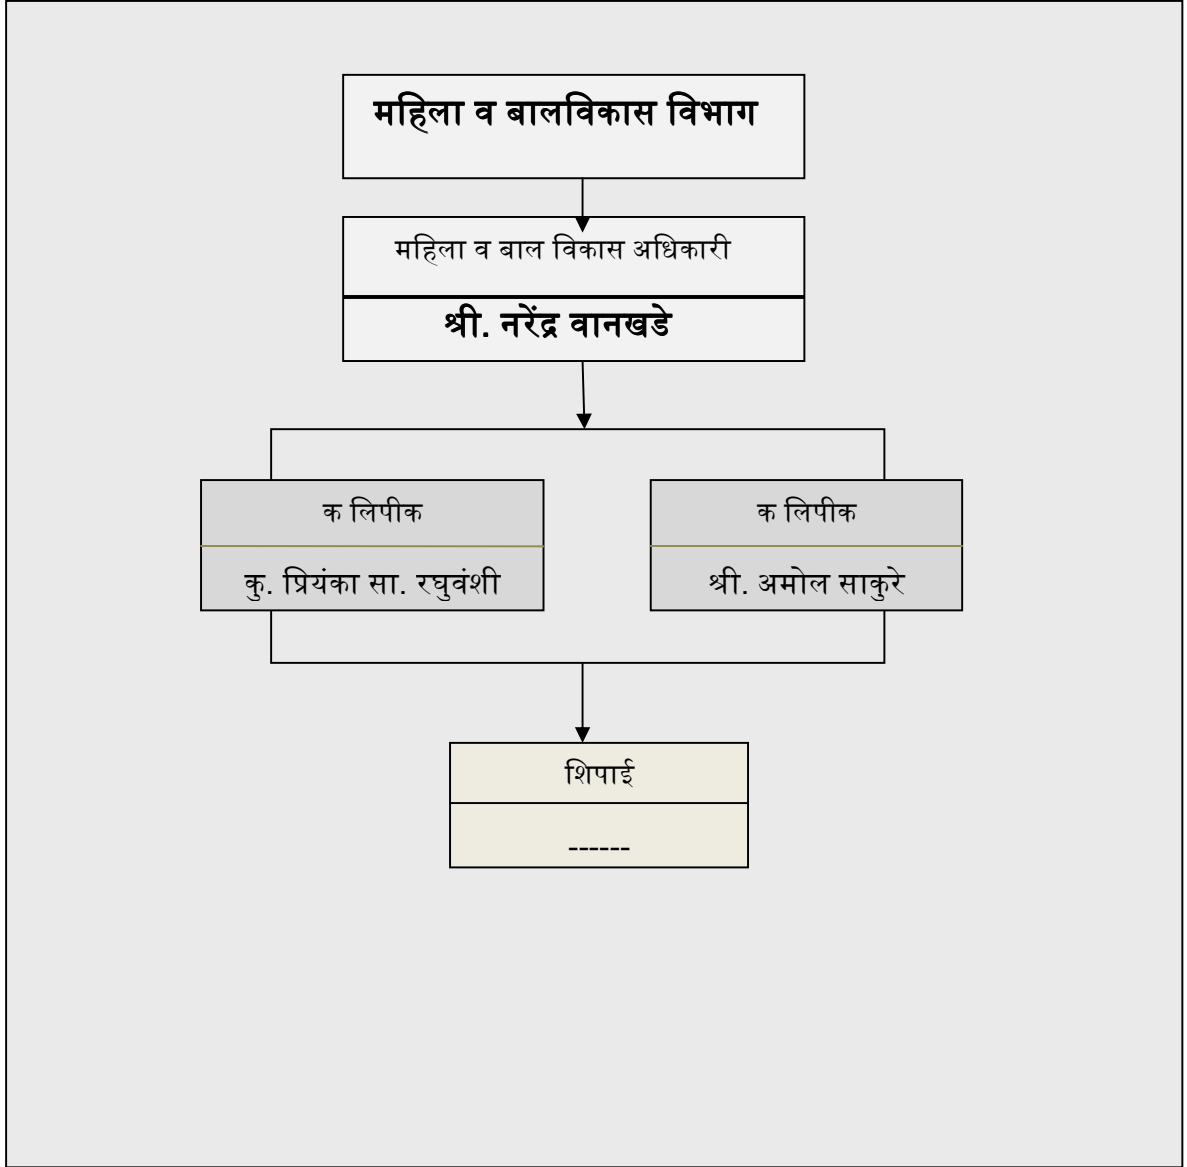 महिला व बालविकास विभाग
महिला व बाल विकास अधिकारी
श्री. नरेंद्र वानखडे
क लिपीक
कु. प्रियंका सा. रघुवंशी
क लिपीक
श्री. अमोल साकुरे
शिपाई
------